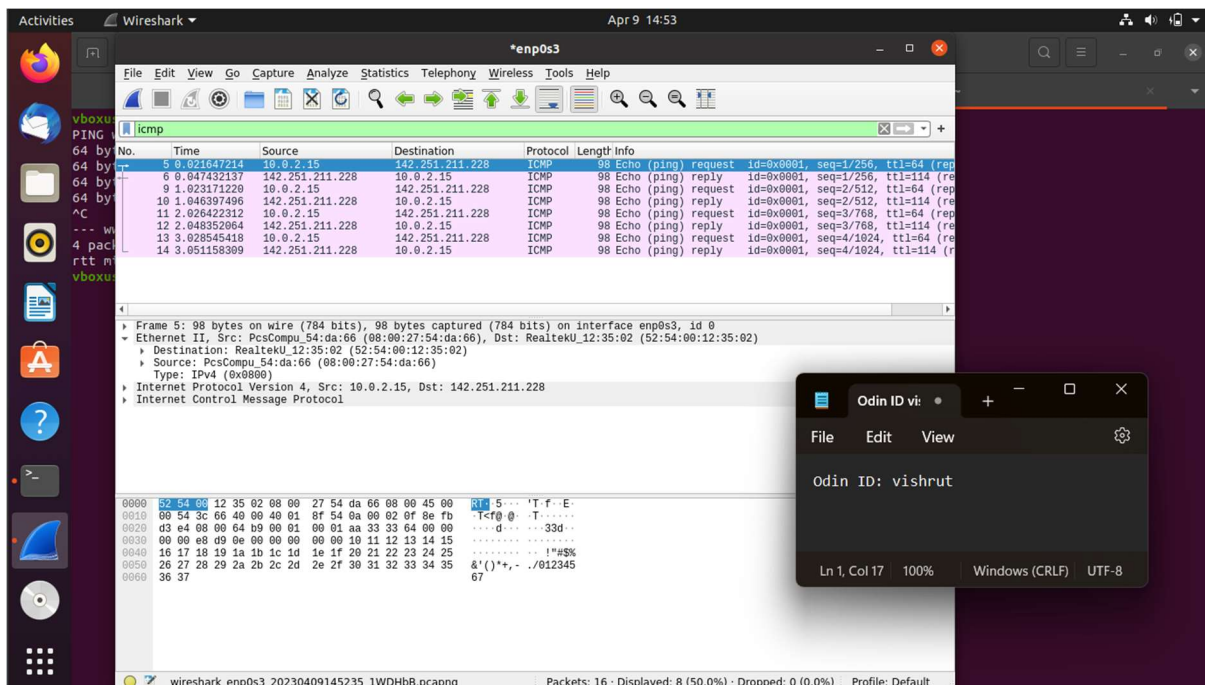 Activities Wireshark Apr 9 14:53
*enp0s3
File Edit View Go Capture Analyze Statistics Telephony Wireless Tools Help
icmp
No. Time Source Destination Protocol Length Info
5 0.021647214 10.0.2.15 142.251.211.228 ICMP 98 Echo (ping) request id=0x0001, seq=1/256, ttl=64 (rep
6 0.047432137 142.251.211.228 10.0.2.15 ICMP 98 Echo (ping) reply id=0x0001, seq=1/256, ttl=114 (re
9 1.023171220 10.0.2.15 142.251.211.228 ICMP 98 Echo (ping) request id=0x0001, seq=2/512, ttl=64 (rep
10 1.046397496 142.251.211.228 10.0.2.15 ICMP 98 Echo (ping) reply id=0x0001, seq=2/512, ttl=114 (re
11 2.026422312 10.0.2.15 142.251.211.228 ICMP 98 Echo (ping) request id=0x0001, seq=3/768, ttl=64 (rep
12 2.048352064 142.251.211.228 10.0.2.15 ICMP 98 Echo (ping) reply id=0x0001, seq=3/768, ttl=114 (re
13 3.028545418 10.0.2.15 142.251.211.228 ICMP 98 Echo (ping) request id=0x0001, seq=4/1024, ttl=64 (re
14 3.051158309 142.251.211.228 10.0.2.15 ICMP 98 Echo (ping) reply id=0x0001, seq=4/1024, ttl=114 (r
vboxu
PING
64 by
64 by
64 by
64 by
^C
---
4 pac
rtt m
vboxu
Frame 5: 98 bytes on wire (784 bits), 98 bytes captured (784 bits) on interface enp0s3, id 0
Ethernet II, Src: PcsCompu_54:da:66 (08:00:27:54:da:66), Dst: RealtekU_12:35:02 (52:54:00:12:35:02)
Destination: RealtekU_12:35:02 (52:54:00:12:35:02)
Source: PcsCompu_54:da:66 (08:00:27:54:da:66)
Type: IPv4 (0x0800)
Internet Protocol Version 4, Src: 10.0.2.15, Dst: 142.251.211.228
Internet Control Message Protocol
0000 52 54 00 12 35 02 08 00 27 54 da 66 08 00 45 00 RT··5··· 'T·f··E·
0010 00 54 3c 66 40 00 40 01 8f 54 0a 00 02 0f 8e fb ·T<f@·@· ·T······
0020 d3 e4 08 00 64 b9 00 01 00 01 aa 33 33 64 00 00 ····d··· ···33d··
0030 00 00 e8 d9 0e 00 00 00 00 00 10 11 12 13 14 15 ········ ········
0040 16 17 18 19 1a 1b 1c 1d 1e 1f 20 21 22 23 24 25 ········ ·· !"#$%
0050 26 27 28 29 2a 2b 2c 2d 2e 2f 30 31 32 33 34 35 &'()*+,- ./012345
0060 36 37 67
wireshark_enp0s3_20230409145235_1WDHbB.pcapng Packets: 16 · Displayed: 8 (50.0%) · Dropped: 0 (0.0%) Profile: Default
Odin ID vi
File Edit View
Odin ID: vishrut
Ln 1, Col 17 100% Windows (CRLF) UTF-8